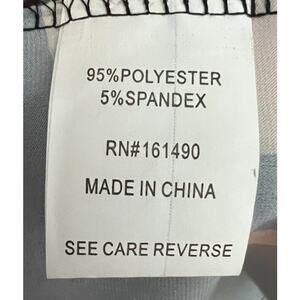 95%POLYESTER
5%SPANDEX
RN#161490
MADE IN CHINA
SEE CARE REVERSE